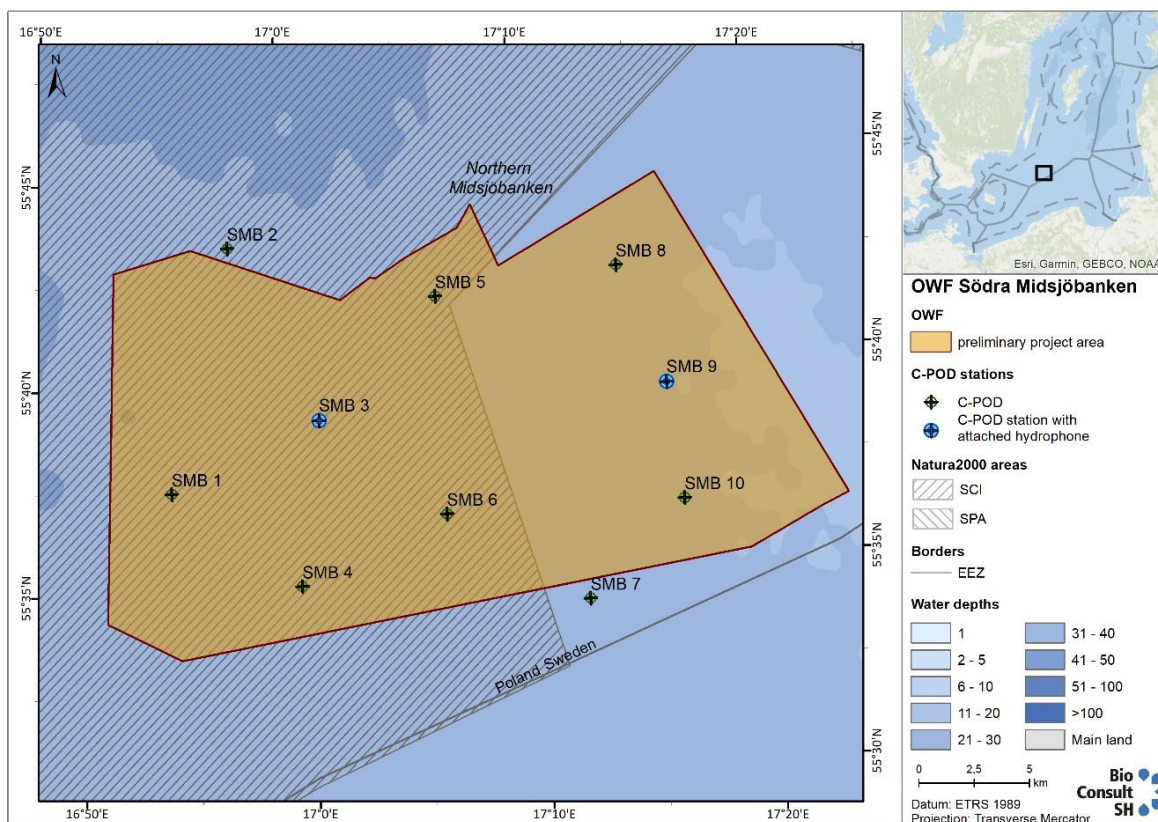 16°50'E
17°0'E
17°10'E
17°20'E
N
55°45'N
55°40'N
55°35'N
55°45'N
55°40'N
55°35'N
55°30'N
Northern
Midsjöbanken
SMB 2
SMB 8
SMB 5
SMB 9
SMB 3
SMB 1
SMB 10
SMB 6
SMB 4
SMB 7
Poland Sweden
16°50'E
17°0'E
17°10'E
17°20'E
Esri, Garmin, GEBCO, NOAA
OWF Södra Midsjöbanken
OWF
preliminary project area
C-POD stations
C-POD
C-POD station with
attached hydrophone
Natura2000 areas
SCI
SPA
Borders
EEZ
Water depths
1
2 - 5
6 - 10
11 - 20
21 - 30
31 - 40
41 - 50
51 - 100
>100
Main land
0 2,5 5
km
Datum: ETRS 1989
Projection: Transverse Mercator
Bio
Consult
SH